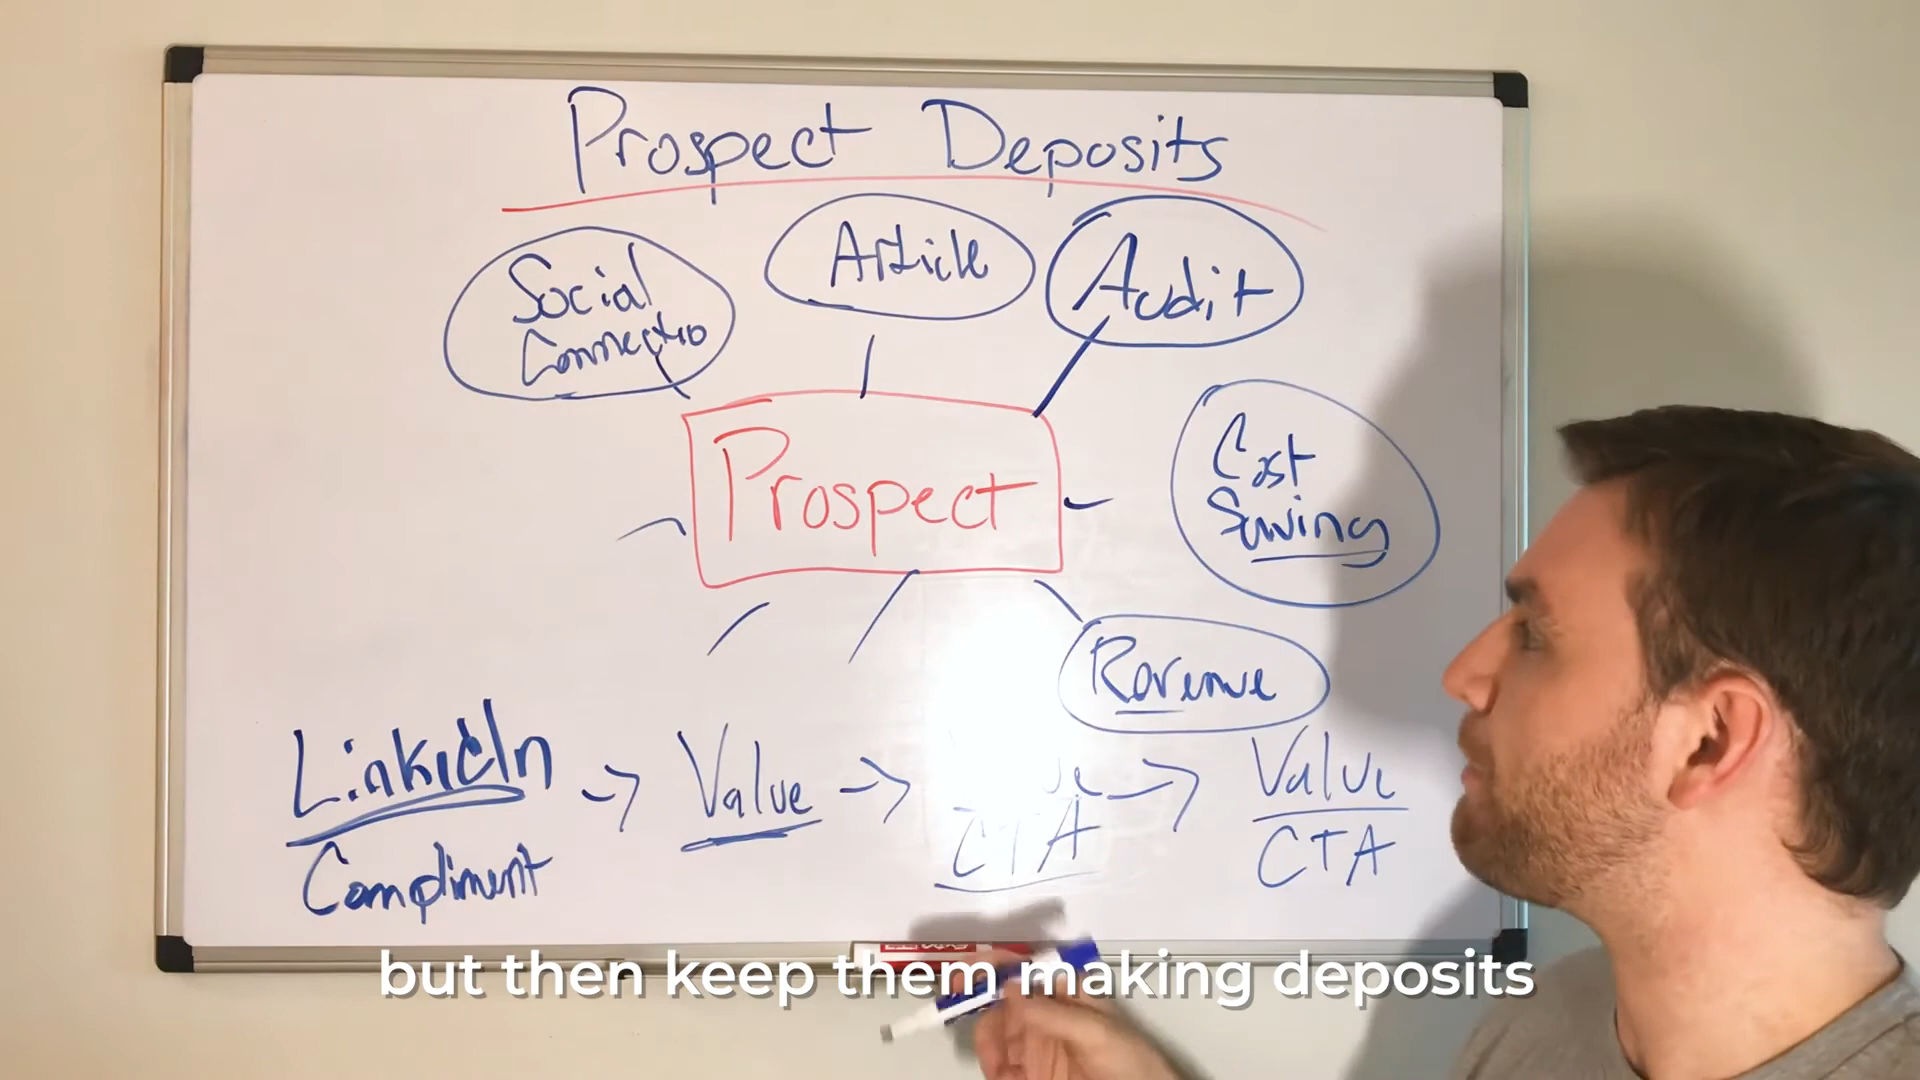 Prospect Deposits
Social
Connectio
Article
Audit
Cost
Saving
Prospect
Revenue
LinkedIn -> Value -> -> Value
Compliment
CTA
CTA
but then keep them making deposits